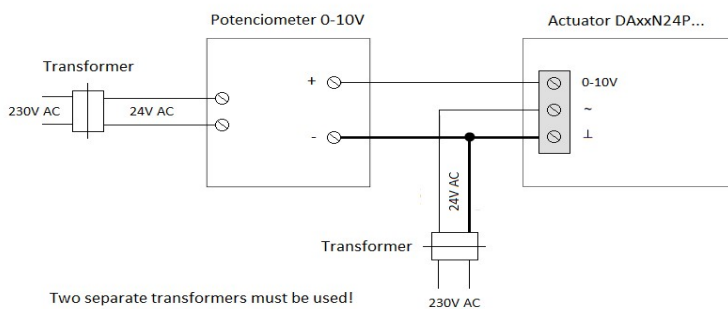 Potenciometer 0-10V
Actuator DAxxN24P...
Transformer
230V AC
24V AC
+
-
0-10V
~
⊥
24V AC
Transformer
230V AC
Two separate transformers must be used!